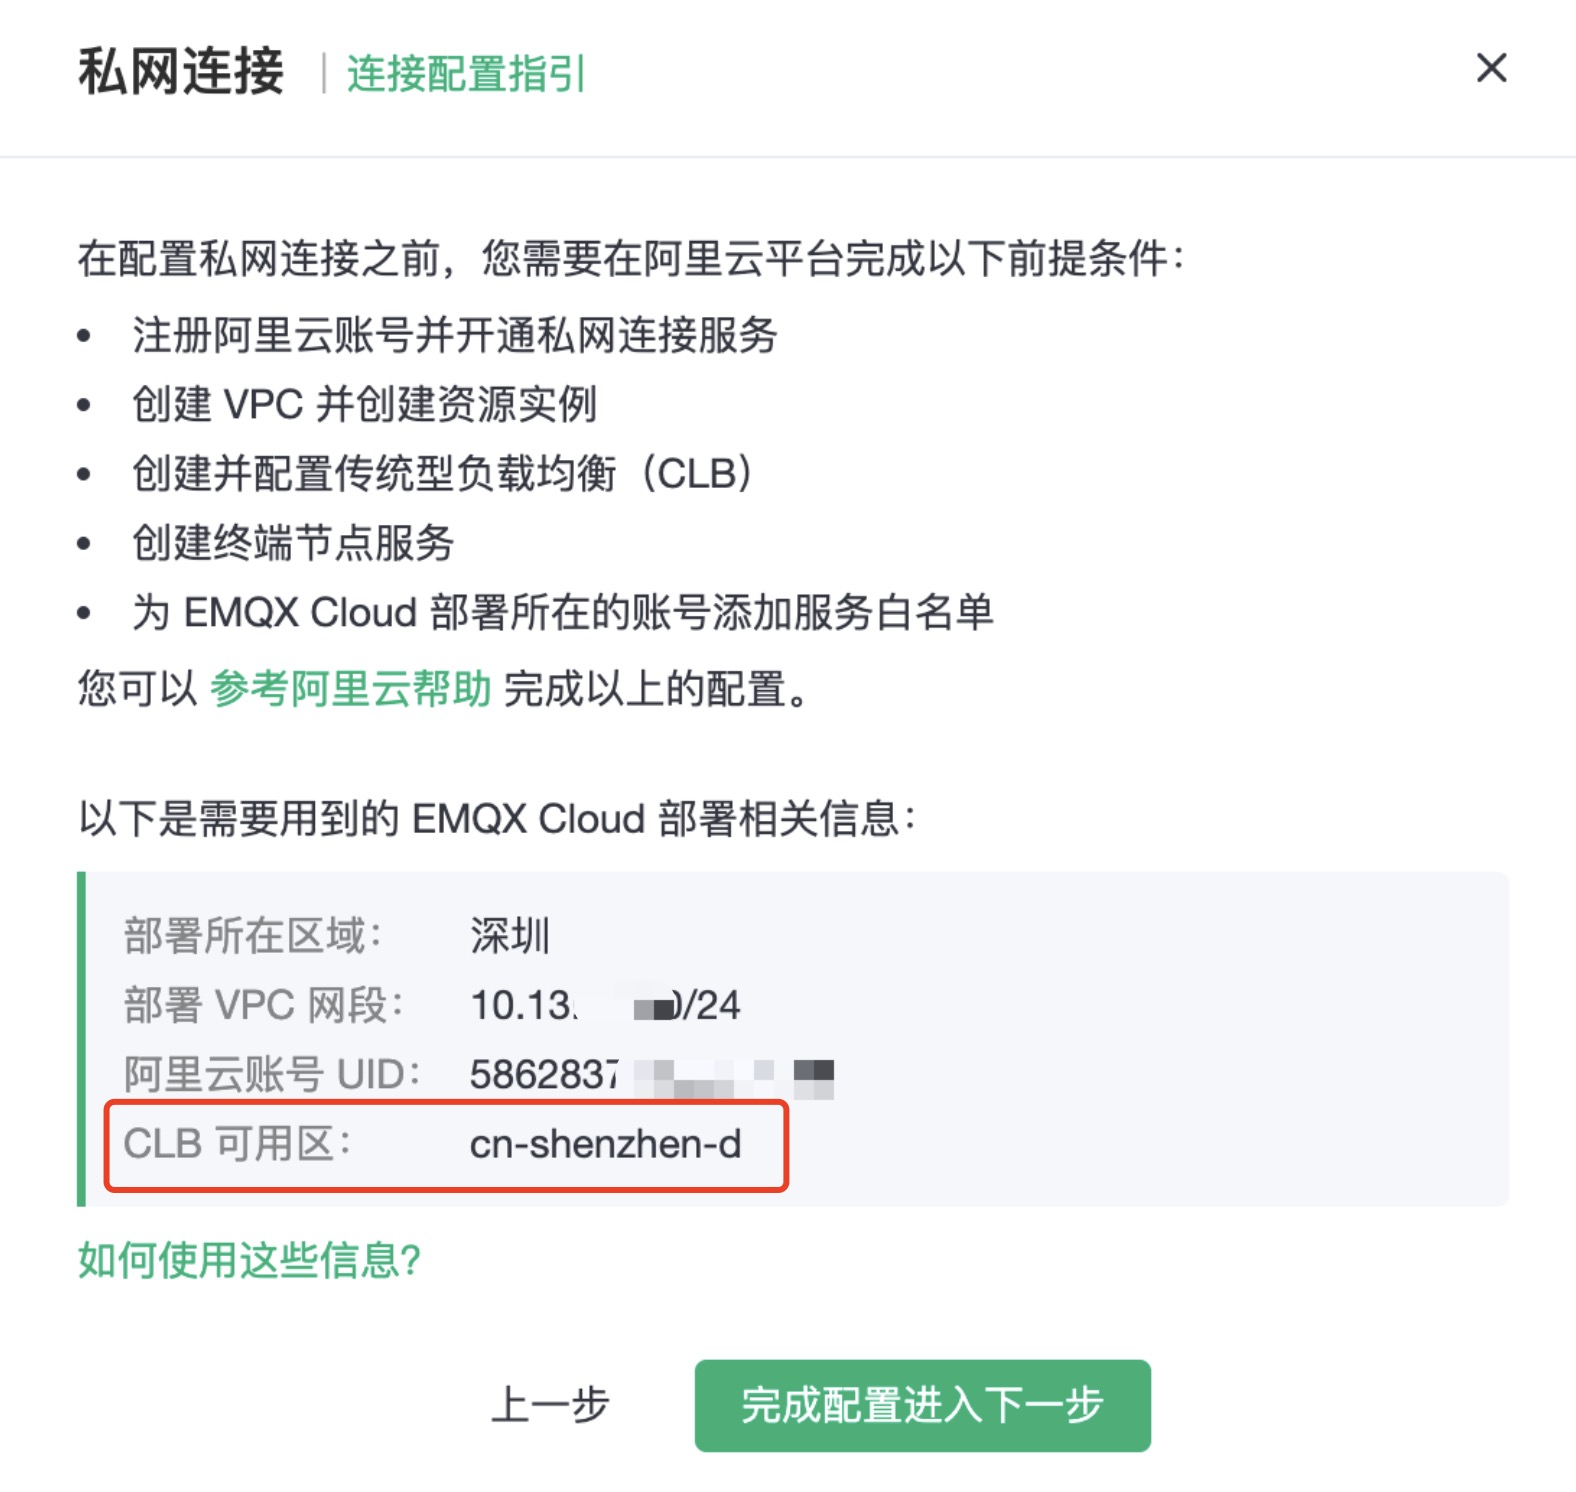 私网连接 | 连接配置指引
在配置私网连接之前，您需要在阿里云平台完成以下前提条件：
• 注册阿里云账号并开通私网连接服务
• 创建 VPC 并创建资源实例
• 创建并配置传统型负载均衡（CLB）
• 创建终端节点服务
• 为 EMQX Cloud 部署所在的账号添加服务白名单
您可以 参考阿里云帮助 完成以上的配置。
以下是需要用到的 EMQX Cloud 部署相关信息：
部署所在区域： 深圳
部署 VPC 网段： 10.13. /24
阿里云账号 UID： 5862837
CLB 可用区： cn-shenzhen-d
如何使用这些信息？
上一步 完成配置进入下一步